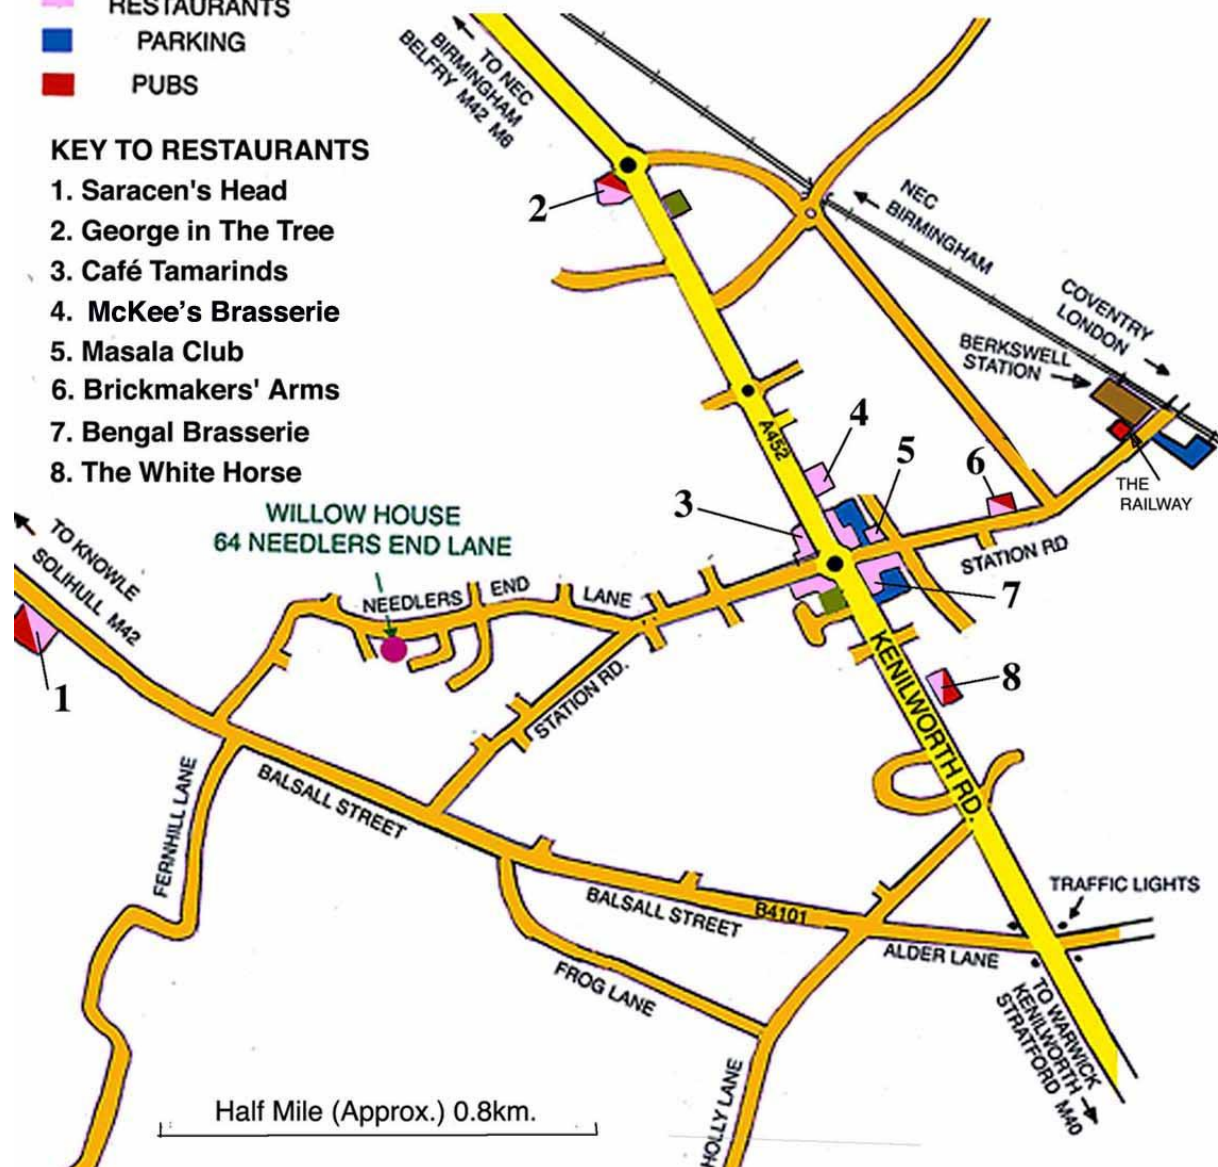 RESTAURANTS
PARKING
PUBS
KEY TO RESTAURANTS
1. Saracen's Head
2. George in The Tree
3. Café Tamarinds
4. McKee's Brasserie
5. Masala Club
6. Brickmakers' Arms
7. Bengal Brasserie
8. The White Horse
TO NEC
BIRMINGHAM
BELFRY M42 M6
2
NEC
BIRMINGHAM
COVENTRY
LONDON
BERKSWELL
STATION
THE
RAILWAY
A452
4
5
6
3
STATION RD
7
8
WILLOW HOUSE
64 NEEDLERS END LANE
NEEDLERS END LANE
TO KNOWLE
SOLIHULL M42
1
STATION RD.
KENILWORTH RD.
FERNHILL LANE
BALSALL STREET
BALSALL STREET
B4101
TRAFFIC LIGHTS
ALDER LANE
FROG LANE
TO WARWICK
KENILWORTH
STRATFORD M40
HOLLY LANE
Half Mile (Approx.) 0.8km.